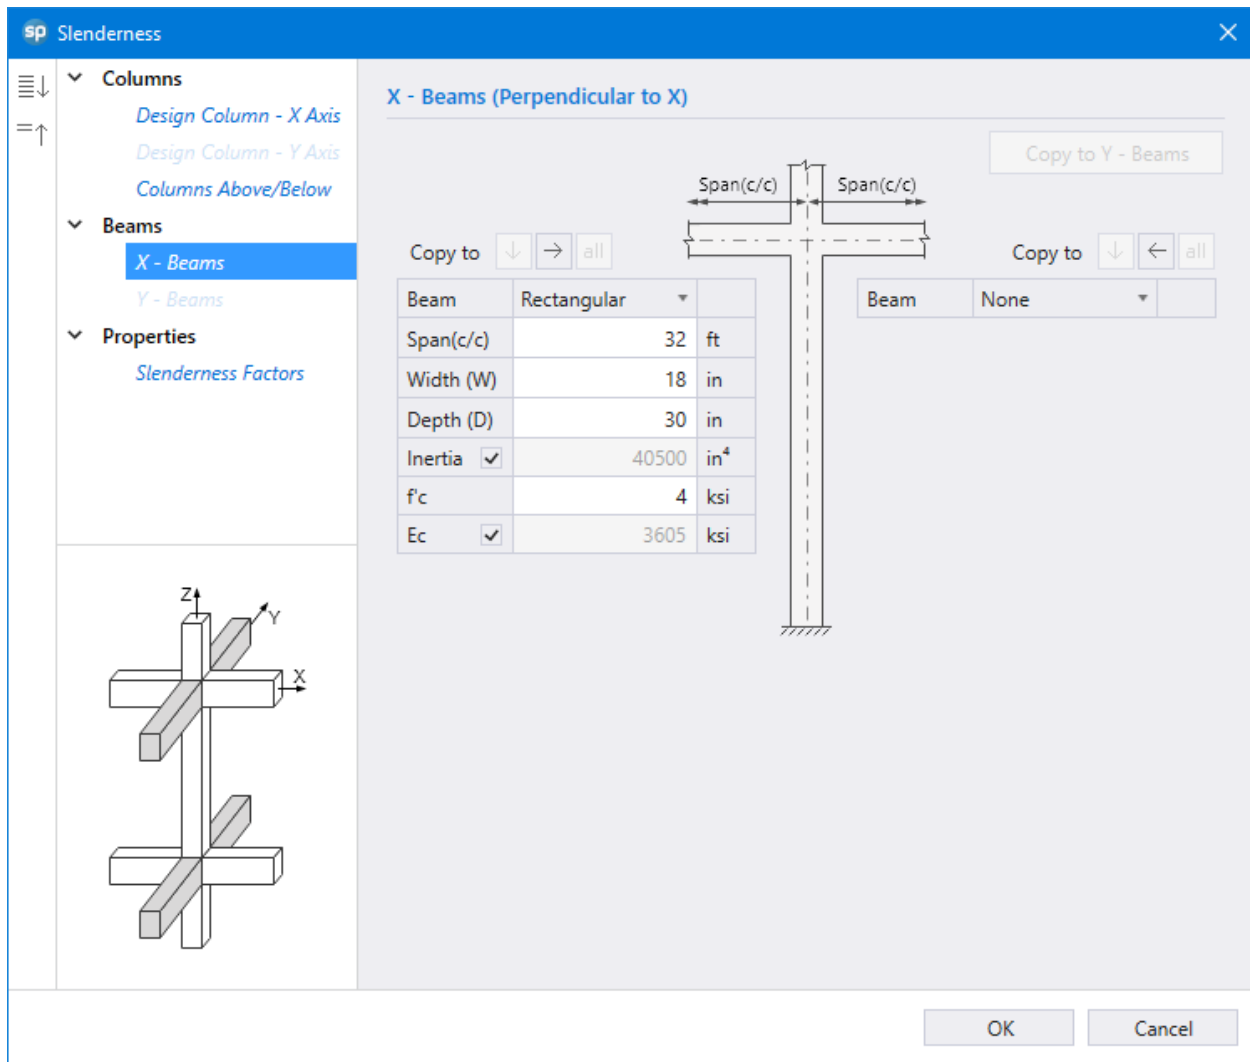 sp Slenderness
Columns
Design Column - X Axis
Design Column - Y Axis
Columns Above/Below
Beams
X - Beams
Y - Beams
Properties
Slenderness Factors
Z
Y
X
X - Beams (Perpendicular to X)
Copy to Y - Beams
Span(c/c) Span(c/c)
Copy to all
Beam Rectangular
Span(c/c) 32 ft
Width (W) 18 in
Depth (D) 30 in
Inertia 40500 in⁴
f'c 4 ksi
Ec 3605 ksi
Copy to all
Beam None
OK Cancel